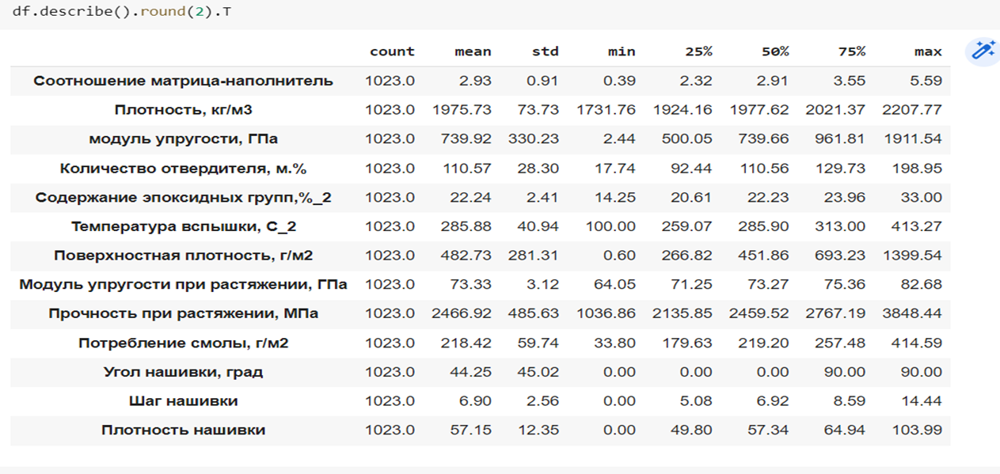 df.describe().round(2).T
count mean std min 25% 50% 75% max
Соотношение матрица-наполнитель 1023.0 2.93 0.91 0.39 2.32 2.91 3.55 5.59
Плотность, кг/м3 1023.0 1975.73 73.73 1731.76 1924.16 1977.62 2021.37 2207.77
модуль упругости, ГПа 1023.0 739.92 330.23 2.44 500.05 739.66 961.81 1911.54
Количество отвердителя, м.% 1023.0 110.57 28.30 17.74 92.44 110.56 129.73 198.95
Содержание эпоксидных групп,%_2 1023.0 22.24 2.41 14.25 20.61 22.23 23.96 33.00
Температура вспышки, С_2 1023.0 285.88 40.94 100.00 259.07 285.90 313.00 413.27
Поверхностная плотность, г/м2 1023.0 482.73 281.31 0.60 266.82 451.86 693.23 1399.54
Модуль упругости при растяжении, ГПа 1023.0 73.33 3.12 64.05 71.25 73.27 75.36 82.68
Прочность при растяжении, МПа 1023.0 2466.92 485.63 1036.86 2135.85 2459.52 2767.19 3848.44
Потребление смолы, г/м2 1023.0 218.42 59.74 33.80 179.63 219.20 257.48 414.59
Угол нашивки, град 1023.0 44.25 45.02 0.00 0.00 0.00 90.00 90.00
Шаг нашивки 1023.0 6.90 2.56 0.00 5.08 6.92 8.59 14.44
Плотность нашивки 1023.0 57.15 12.35 0.00 49.80 57.34 64.94 103.99